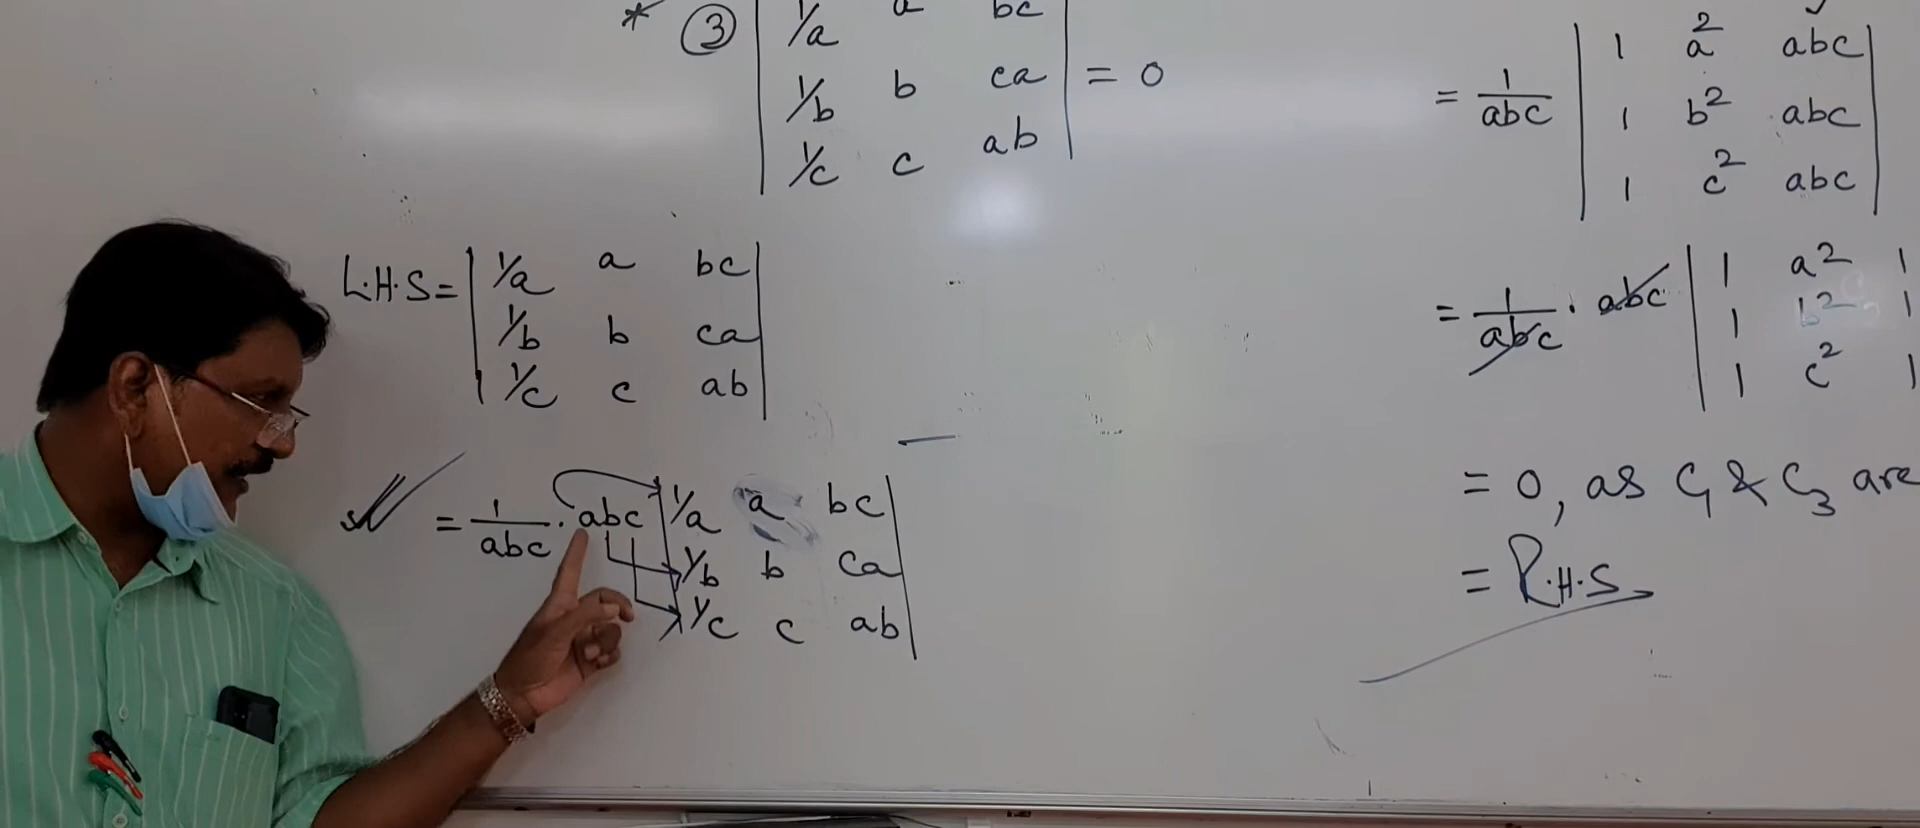 * ③ | 1/a a bc |
| 1/b b ca | = 0
| 1/c c ab |
L.H.S = | 1/a a bc |
| 1/b b ca |
| 1/c c ab |
= 1/abc · abc | 1/a a bc |
| 1/b b ca |
| 1/c c ab |
= 1/abc | 1 a² abc |
| 1 b² abc |
| 1 c² abc |
= 1/abc · abc | 1 a² 1
| 1 b² 1
| 1 c² 1
= 0, as C₁ & C₃ are
= R.H.S